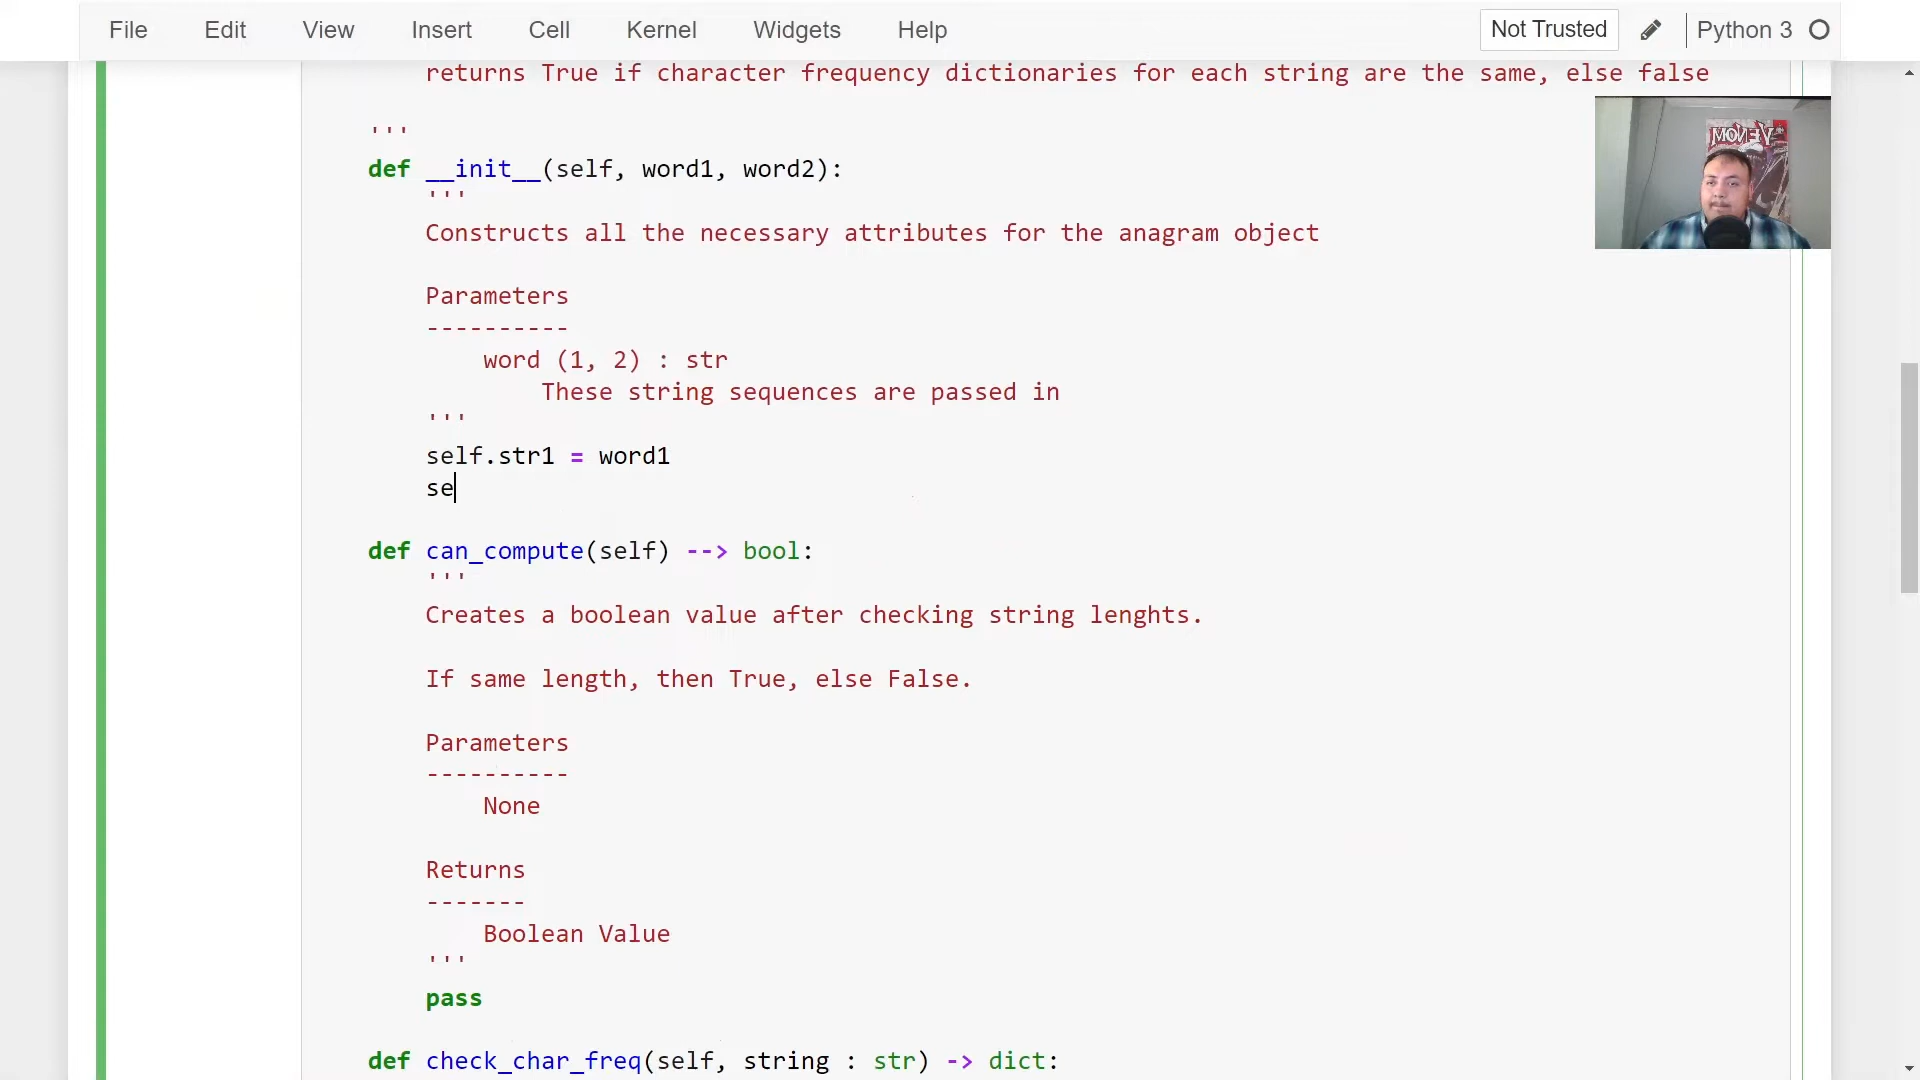 File Edit View Insert Cell Kernel Widgets Help Not Trusted Python 3
returns True if character frequency dictionaries for each string are the same, else false
'''
def __init__(self, word1, word2):
'''
Constructs all the necessary attributes for the anagram object
Parameters
----------
word (1, 2) : str
These string sequences are passed in
'''
self.str1 = word1
se
def can_compute(self) --> bool:
'''
Creates a boolean value after checking string lenghts.
If same length, then True, else False.
Parameters
----------
None
Returns
-------
Boolean Value
'''
pass
def check_char_freq(self, string : str) -> dict: